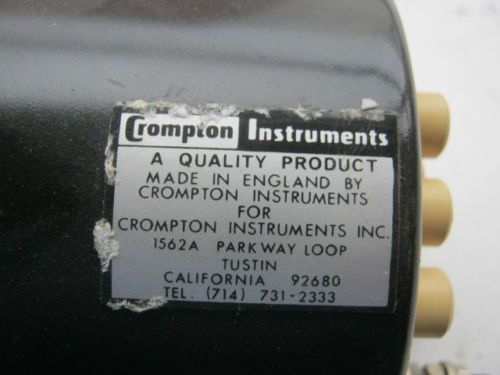 Crompton Instruments
A QUALITY PRODUCT
MADE IN ENGLAND BY
CROMPTON INSTRUMENTS
FOR
CROMPTON INSTRUMENTS INC.
1562A PARKWAY LOOP
TUSTIN
CALIFORNIA 92680
TEL. (714) 731-2333